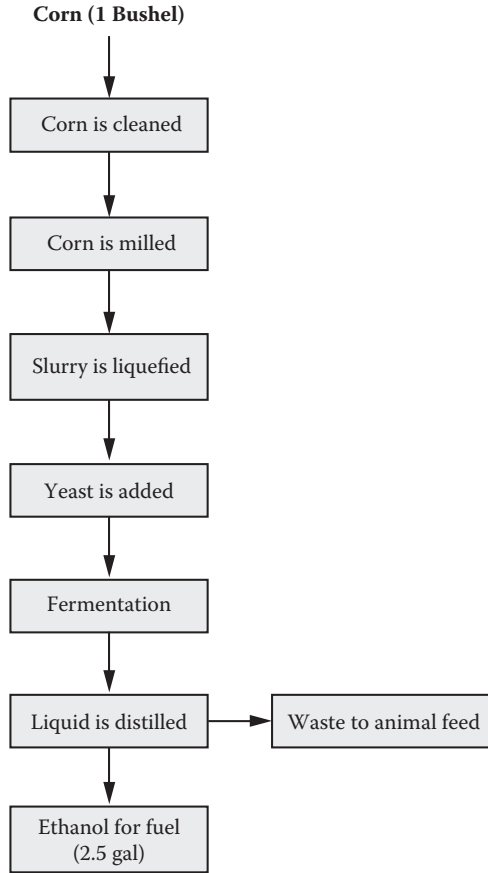 Corn (1 Bushel)
Corn is cleaned
Corn is milled
Slurry is liquefied
Yeast is added
Fermentation
Liquid is distilled
Waste to animal feed
Ethanol for fuel
(2.5 gal)